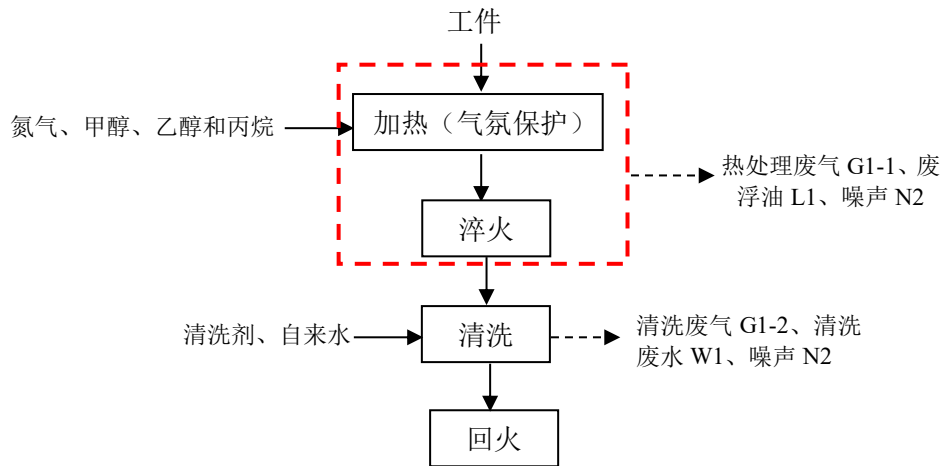 工件
氮气、甲醇、乙醇和丙烷
加热（气氛保护）
热处理废气 G1-1、废
浮油 L1、噪声 N2
淬火
清洗剂、自来水
清洗
清洗废气 G1-2、清洗
废水 W1、噪声 N2
回火